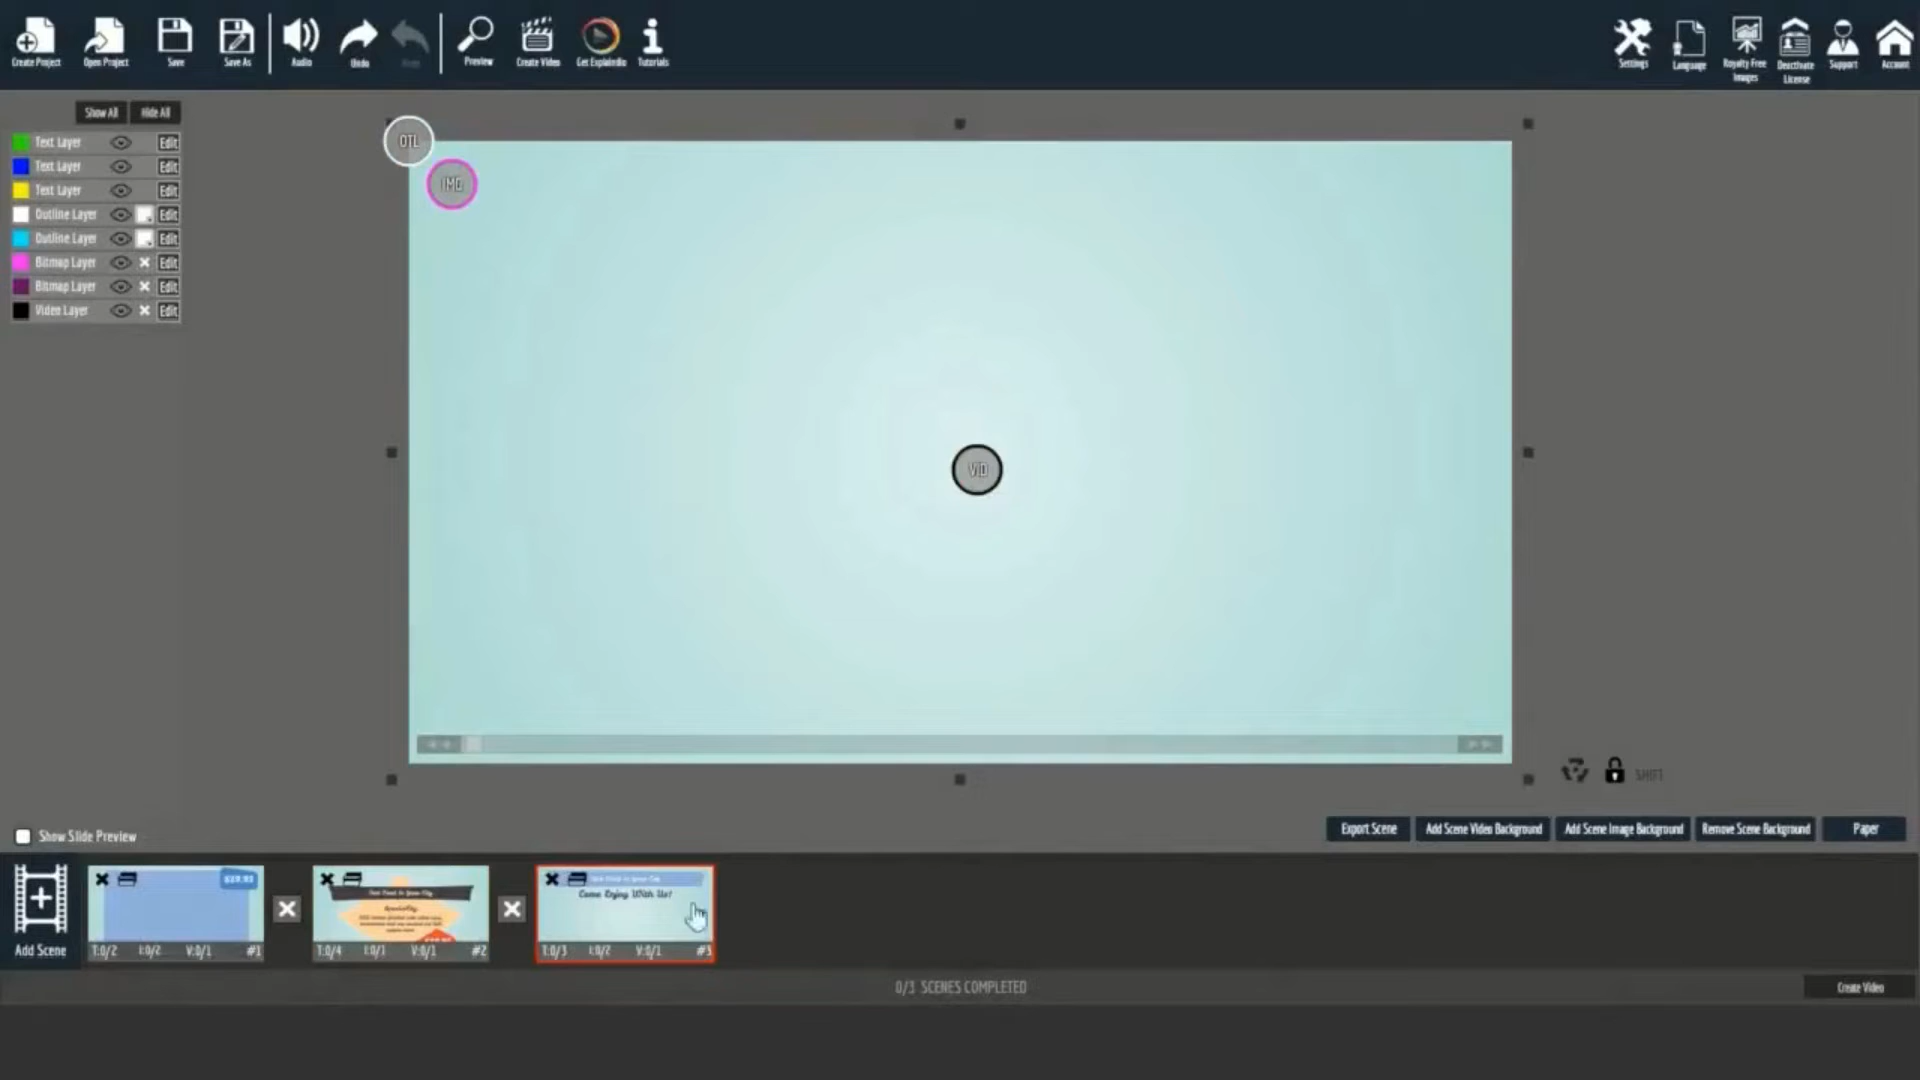 Create Project
Open Project
Save
Save As
Audio
Undo
Preview
Create Video
Get Explaindio
Tutorials
Settings
Language
Royalty Free Images
Deactivate License
Support
Account
Show All
Hide All
Text Layer
Edit
Text Layer
Edit
Text Layer
Edit
Outline Layer
Edit
Outline Layer
Edit
Bitmap Layer
Edit
Bitmap Layer
Edit
Video Layer
Edit
OTL
IMG
VID
SHIFT
Show Slide Preview
Export Scene
Add Scene Video Background
Add Scene Image Background
Remove Scene Background
Paper
Add Scene
T:0/2 I:0/2 V:0/1 #1
T:0/4 I:0/1 V:0/1 #2
Come Enjoy With Us!
T:0/3 I:0/2 V:0/1 #3
0/3 SCENES COMPLETED
Create Video